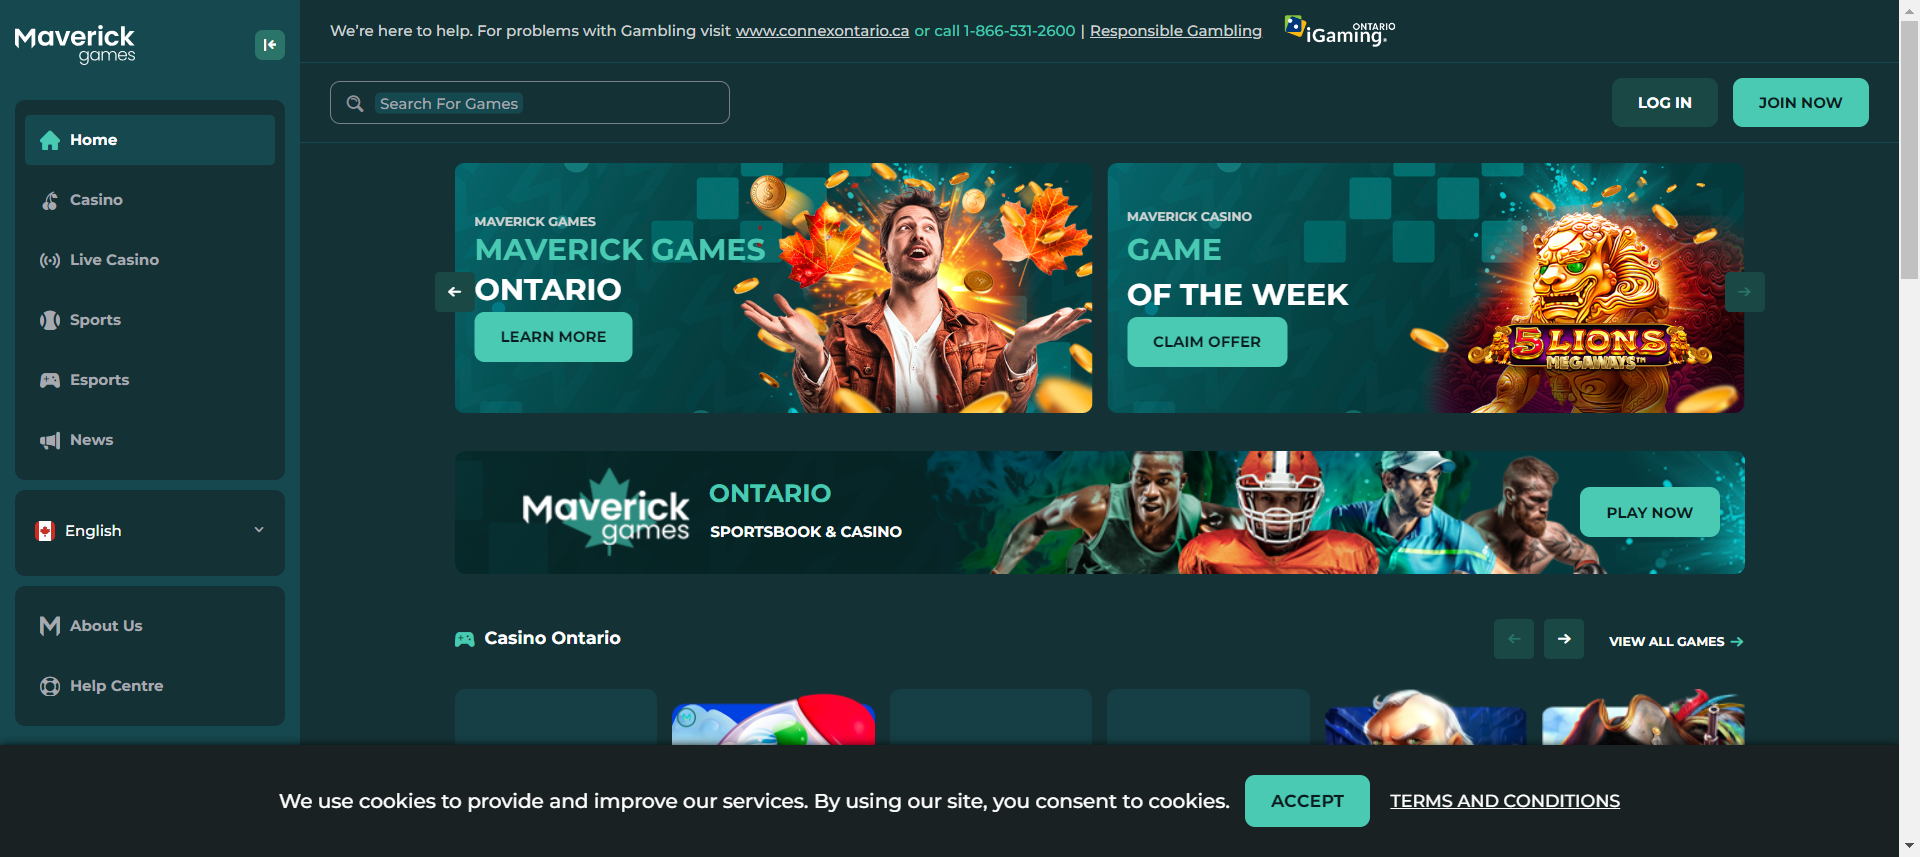 Maverick
games
We're here to help. For problems with Gambling visit www.connexontario.ca or call 1-866-531-2600 | Responsible Gambling
ONTARIO
iGaming
Search For Games
LOG IN
JOIN NOW
Home
Casino
Live Casino
Sports
Esports
News
English
About Us
Help Centre
MAVERICK GAMES
MAVERICK GAMES
ONTARIO
LEARN MORE
MAVERICK CASINO
GAME
OF THE WEEK
CLAIM OFFER
5 LIONS
MEGAWAYS™
Maverick
games
ONTARIO
SPORTSBOOK & CASINO
PLAY NOW
Casino Ontario
VIEW ALL GAMES
We use cookies to provide and improve our services. By using our site, you consent to cookies.
ACCEPT
TERMS AND CONDITIONS